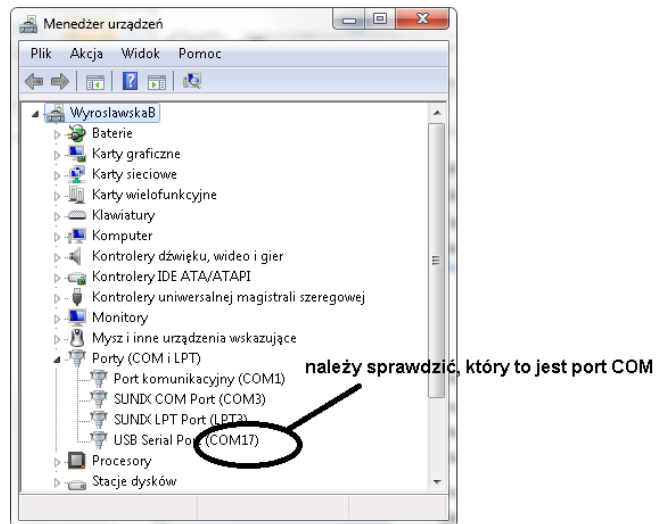 Menedżer urządzeń
Plik Akcja Widok Pomoc
WyroslawskaB
Baterie
Karty graficzne
Karty sieciowe
Karty wielofunkcyjne
Klawiatury
Komputer
Kontrolery dźwięku, wideo i gier
Kontrolery IDE ATA/ATAPI
Kontrolery uniwersalnej magistrali szeregowej
Monitory
Mysz i inne urządzenia wskazujące
Porty (COM i LPT)
należy sprawdzić, który to jest port COM
Port komunikacyjny (COM1)
SUNIX COM Port (COM3)
SUNIX LPT Port (LPT3)
USB Serial Port (COM17)
Procesory
Stacje dysków